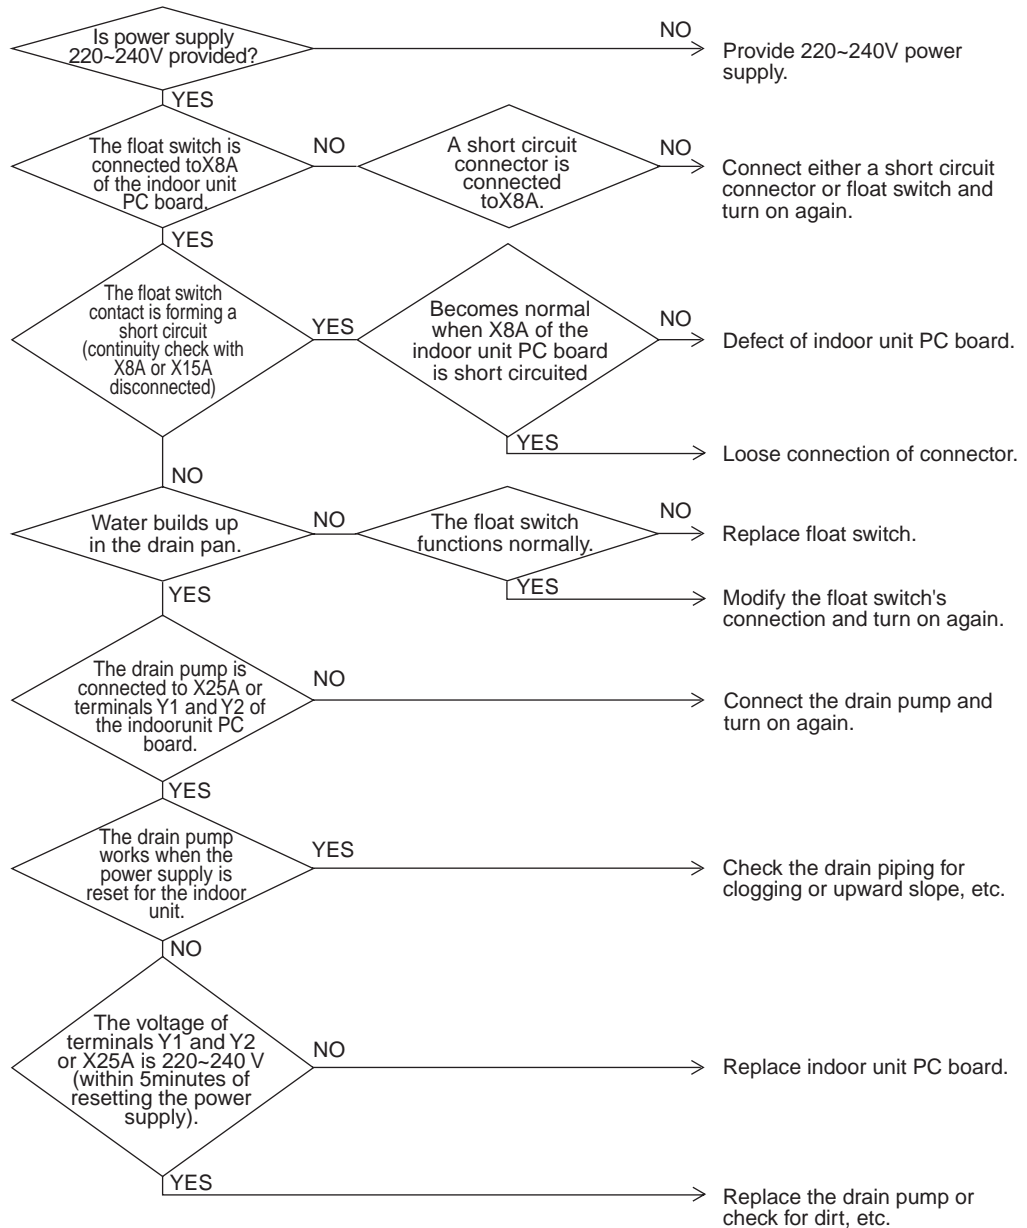 Is power supply
220~240V provided?
NO
Provide 220~240V power
supply.
YES
The float switch is
connected toX8A
of the indoor unit
PC board.
NO
A short circuit
connector is
connected
toX8A.
NO
Connect either a short circuit
connector or float switch and
turn on again.
YES
The float switch
contact is forming a
short circuit
(continuity check with
X8A or X15A
disconnected)
YES
Becomes normal
when X8A of the
indoor unit PC board
is short circuited
NO
Defect of indoor unit PC board.
YES
Loose connection of connector.
NO
Water builds up
in the drain pan.
NO
The float switch
functions normally.
NO
Replace float switch.
YES
Modify the float switch's
connection and turn on again.
YES
The drain pump is
connected to X25A or
terminals Y1 and Y2 of
the indoorunit PC
board.
NO
Connect the drain pump and
turn on again.
YES
The drain pump
works when the
power supply is
reset for the indoor
unit.
YES
Check the drain piping for
clogging or upward slope, etc.
NO
The voltage of
terminals Y1 and Y2
or X25A is 220~240 V
(within 5minutes of
resetting the power
supply).
NO
Replace indoor unit PC board.
YES
Replace the drain pump or
check for dirt, etc.